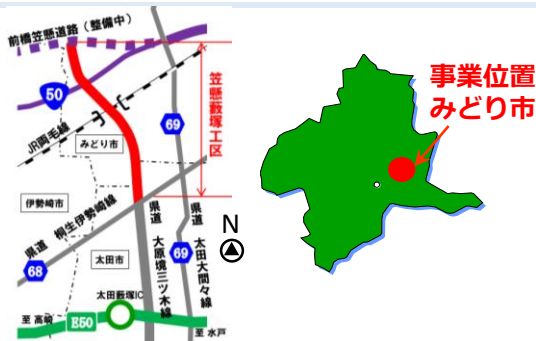 前橋笠懸道路（整備中）
50
JR両毛線
みどり市
69
笠懸藪塚工区
伊勢崎市
県道 桐生伊勢崎線
68
太田市
県道 大原境三ツ木線
県道 太田大間々線
69
N
太田藪塚IC
至 高崎
E50
至 水戸
事業位置
みどり市